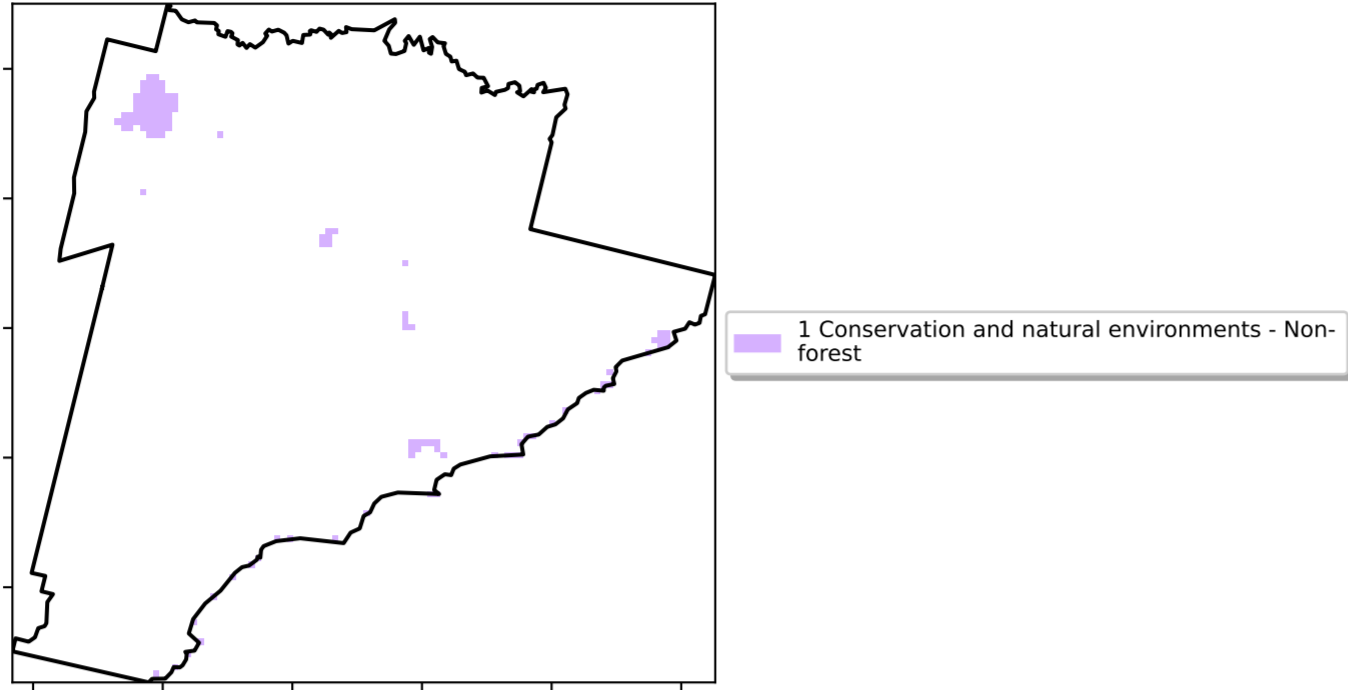 1 Conservation and natural environments - Non-
forest